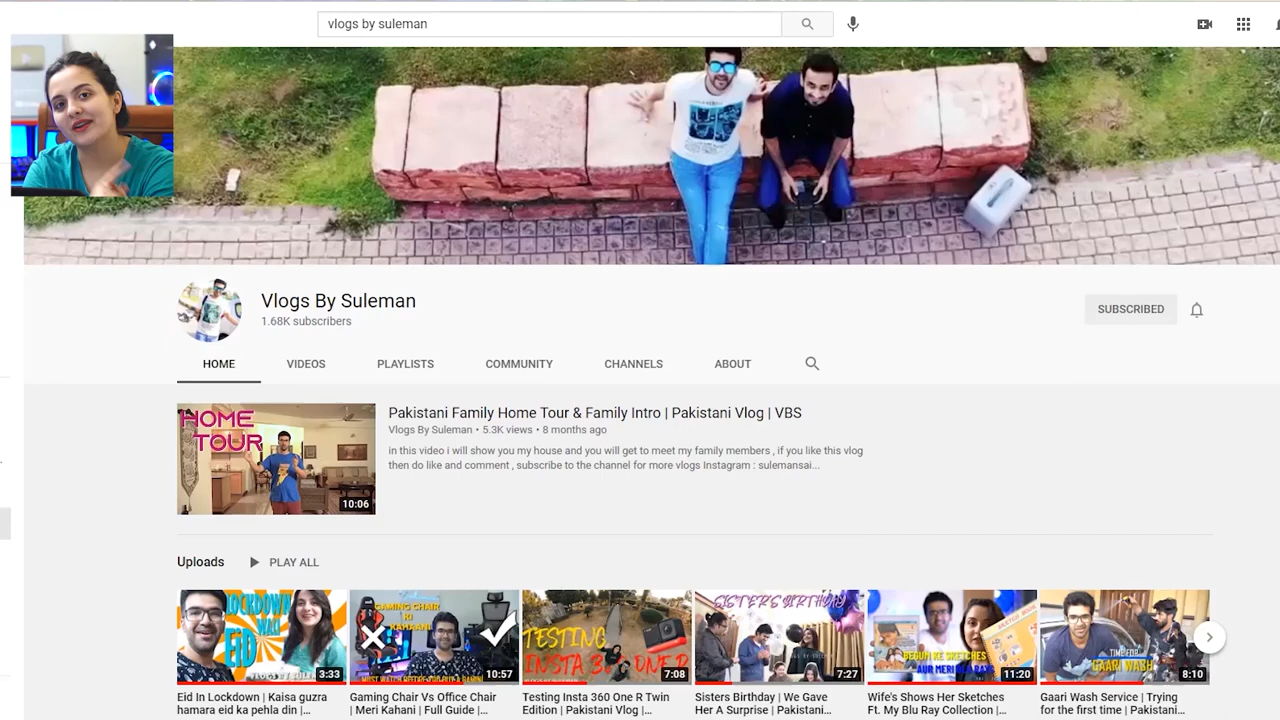 vlogs by suleman
Vlogs By Suleman
1.68K subscribers
SUBSCRIBED
HOME VIDEOS PLAYLISTS COMMUNITY CHANNELS ABOUT
HOME
TOUR
10:06
Pakistani Family Home Tour & Family Intro | Pakistani Vlog | VBS
Vlogs By Suleman • 5.3K views • 8 months ago
in this video i will show you my house and you will get to meet my family members , if you like this vlog
then do like and comment , subscribe to the channel for more vlogs Instagram : sulemansai...
Uploads
PLAY ALL
LOCKDOWN
WALI
EID
3:33
GAMING CHAIR
KI
KAHAANI
10:57
TESTING
INSTA 360 ONE R
7:08
SISTERS BIRTHDAY
7:27
BEGUM KE SKETCHES
AUR MERI BLU RAYS
11:20
TIME FOR
GAARI WASH
8:10
Eid In Lockdown | Kaisa guzra
hamara eid ka pehla din |...
Gaming Chair Vs Office Chair
| Meri Kahani | Full Guide |...
Testing Insta 360 One R Twin
Edition | Pakistani Vlog |...
Sisters Birthday | We Gave
Her A Surprise | Pakistani...
Wife's Shows Her Sketches
Ft. My Blu Ray Collection |...
Gaari Wash Service | Trying
for the first time | Pakistani...